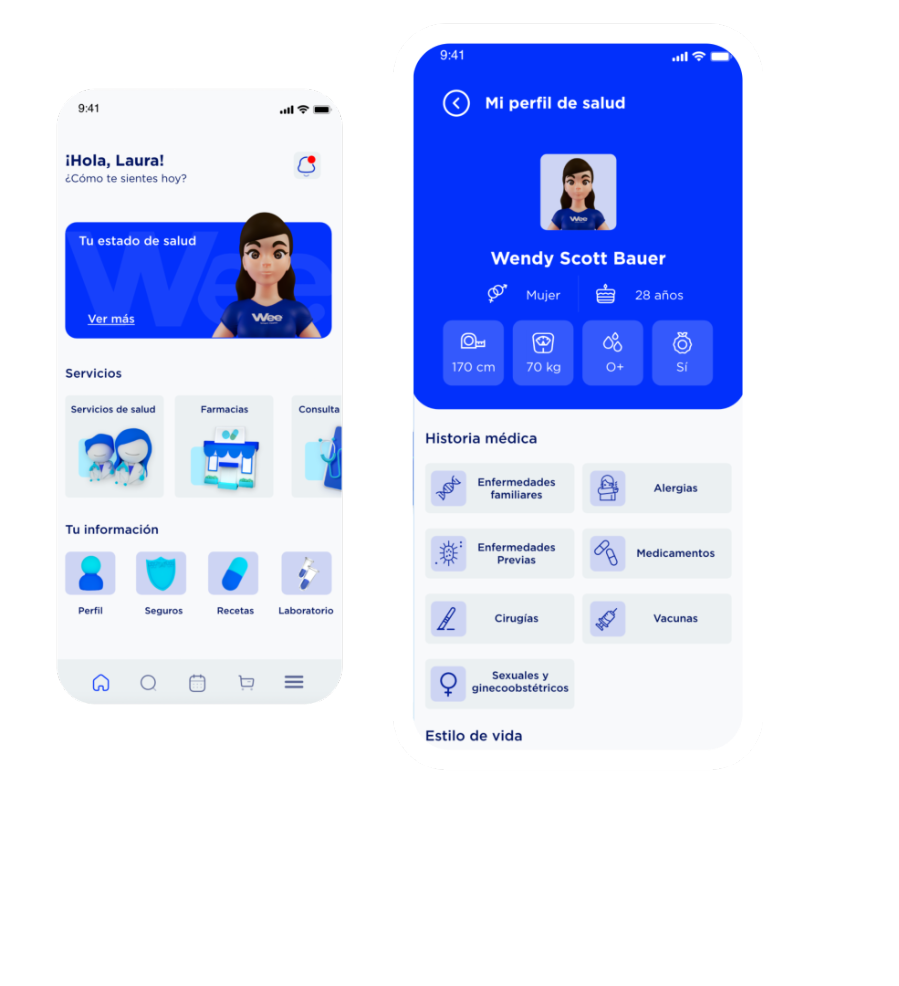 9:41
¡Hola, Laura!
¿Cómo te sientes hoy?
Tu estado de salud
Wee
Ver más
Wee
Servicios
Servicios de salud
Farmacias
Consulta
Tu información
Perfil
Seguros
Recetas
Laboratorio
9:41
Mi perfil de salud
Wee
Wendy Scott Bauer
Mujer
28 años
170 cm
70 kg
O+
Sí
Historia médica
Enfermedades
familiares
Alergias
Enfermedades
Previas
Medicamentos
Cirugías
Vacunas
Sexuales y
ginecoobstétricos
Estilo de vida